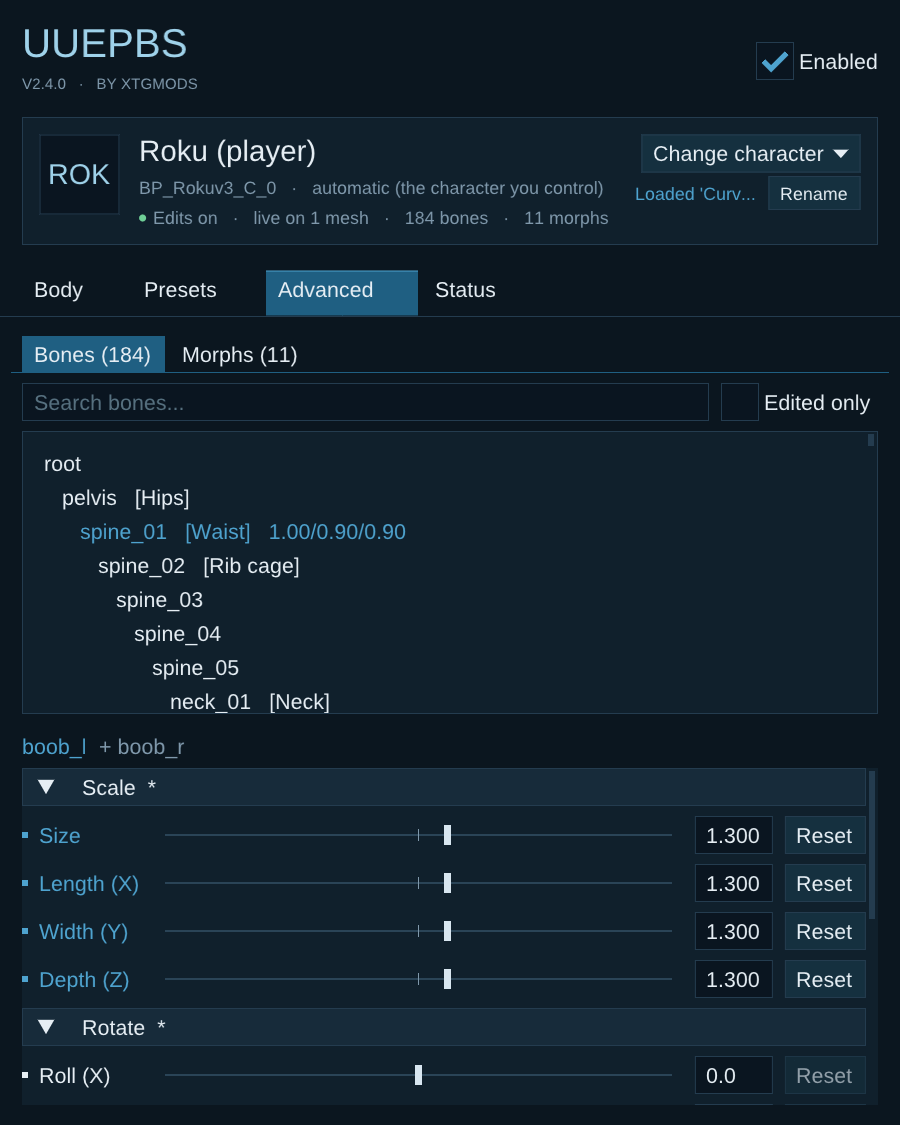 UUEPBS
V2.4.0 · BY XTGMODS
Enabled
ROK
Roku (player)
BP_Rokuv3_C_0 · automatic (the character you control)
Edits on · live on 1 mesh · 184 bones · 11 morphs
Change character
Loaded 'Curv... Rename
Body Presets Advanced Status
Bones (184) Morphs (11)
Search bones... Edited only
root
pelvis [Hips]
spine_01 [Waist] 1.00/0.90/0.90
spine_02 [Rib cage]
spine_03
spine_04
spine_05
neck_01 [Neck]
boob_l + boob_r
Scale *
Size 1.300 Reset
Length (X) 1.300 Reset
Width (Y) 1.300 Reset
Depth (Z) 1.300 Reset
Rotate *
Roll (X) 0.0 Reset